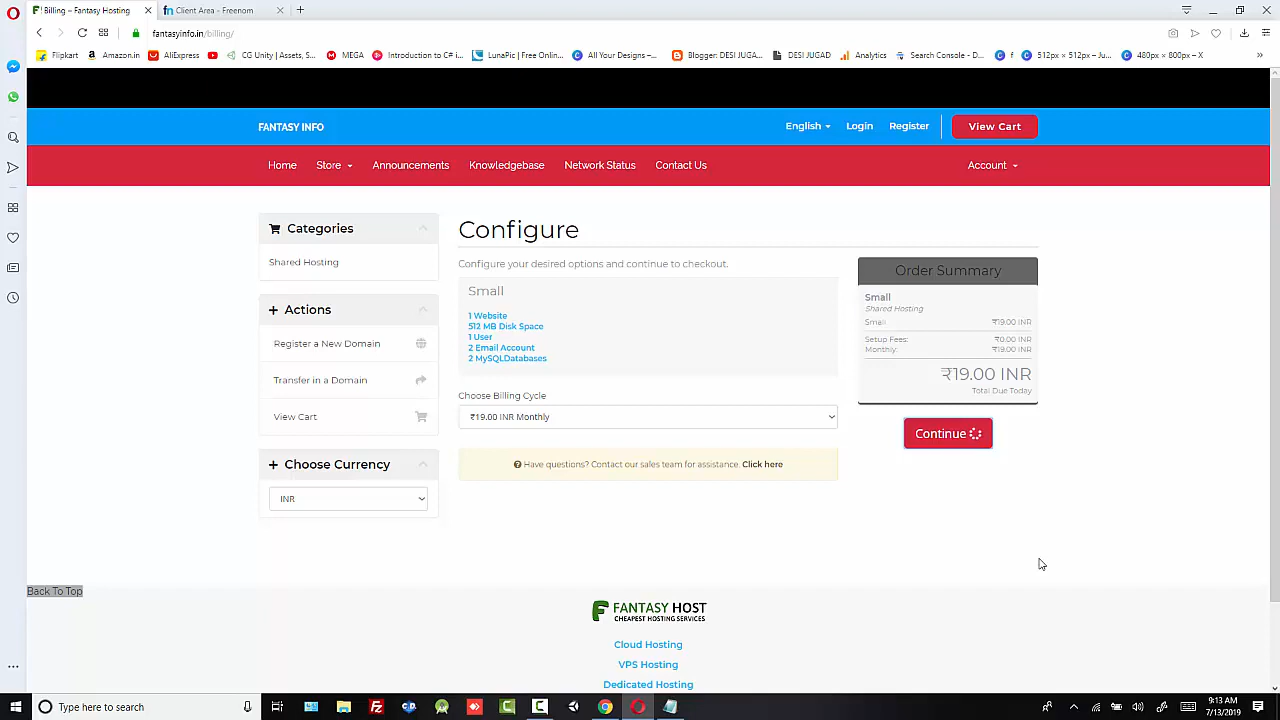 Billing – Fantasy Hosting
Client Area - Freenom
fantasyinfo.in/billing/
Flipkart
Amazon.in
AliExpress
CG Unity | Assets, S...
MEGA
Introduction to C# i...
LunaPic | Online Ph...
All Your Designs –...
Blogger: DESI JUGAD
DESI JUGAD
Analytics
Search Console - D...
f
512px × 512px – Ju...
480px × 800px – X
FANTASY INFO
English
Login
Register
View Cart
Home
Store
Announcements
Knowledgebase
Network Status
Contact Us
Account
Categories
Shared Hosting
Actions
Register a New Domain
Transfer in a Domain
View Cart
Choose Currency
INR
Configure
Configure your desired options and continue to checkout.
Small
1 Website
512 MB Disk Space
1 User
2 Email Account
2 MySQLDatabases
Choose Billing Cycle
₹19.00 INR Monthly
Have questions? Contact our sales team for assistance. Click here
Order Summary
Small
Shared Hosting
Small ₹19.00 INR
Setup Fees: ₹0.00 INR
Monthly: ₹19.00 INR
₹19.00 INR
Total Due Today
Continue
Back To Top
FANTASY HOST
CHEAPEST HOSTING SERVICES
Cloud Hosting
VPS Hosting
Dedicated Hosting
Type here to search
9:13 AM
7/13/2019